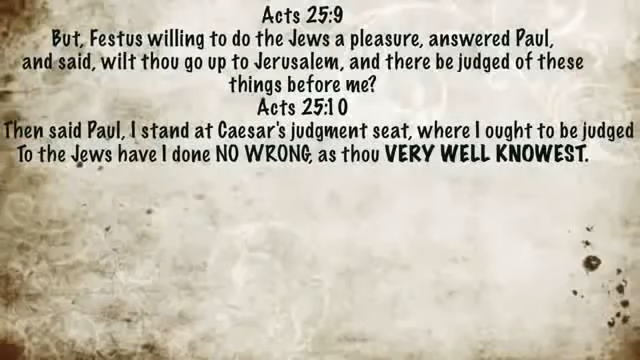 Acts 25:9
But, Festus willing to do the Jews a pleasure, answered Paul,
and said, wilt thou go up to Jerusalem, and there be judged of these
things before me?
Acts 25:10
Then said Paul, I stand at Caesar's judgment seat, where I ought to be judged
To the Jews have I done NO WRONG, as thou VERY WELL KNOWEST.